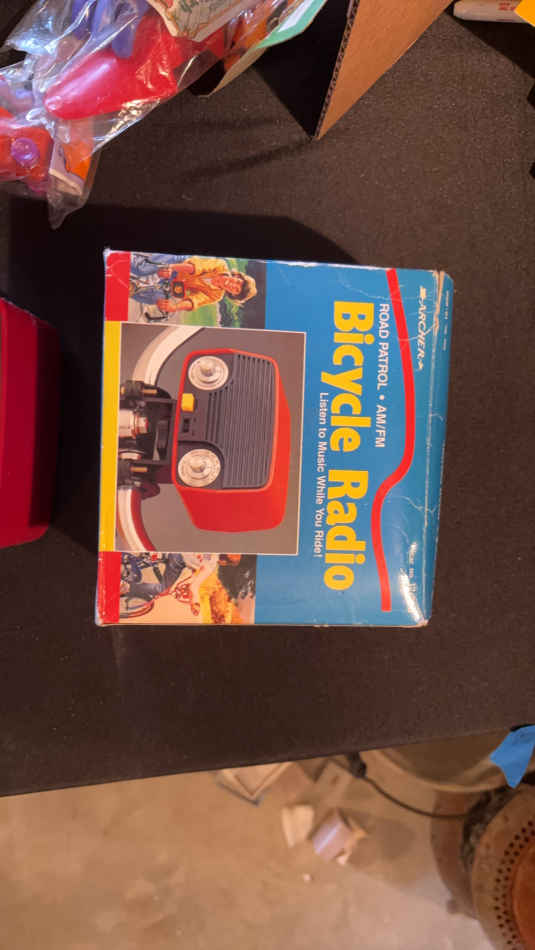 ARCHER
ROAD PATROL • AM/FM
Bicycle Radio
Listen to Music While You Ride!